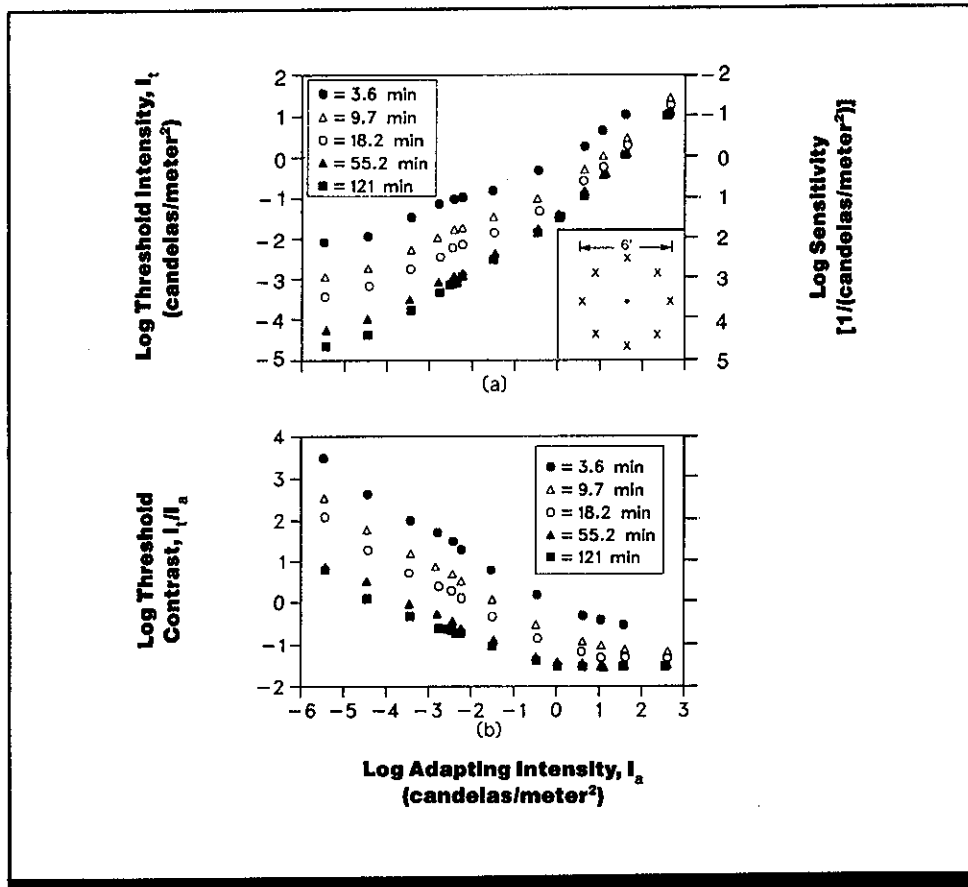 Log Threshold Intensity, I_t
(candelas/meter²)
2
1
0
−1
−2
−3
−4
−5
● = 3.6 min
△ = 9.7 min
○ = 18.2 min
▲ = 55.2 min
■ = 121 min
6'
−2
−1
0
1
2
3
4
5
Log Sensitivity
[1/(candelas/meter²)]
(a)
Log Threshold
Contrast, I_t/I_a
4
3
2
1
0
−1
−2
● = 3.6 min
△ = 9.7 min
○ = 18.2 min
▲ = 55.2 min
■ = 121 min
−6 −5 −4 −3 −2 −1 0 1 2 3
(b)
Log Adapting Intensity, I_a
(candelas/meter²)